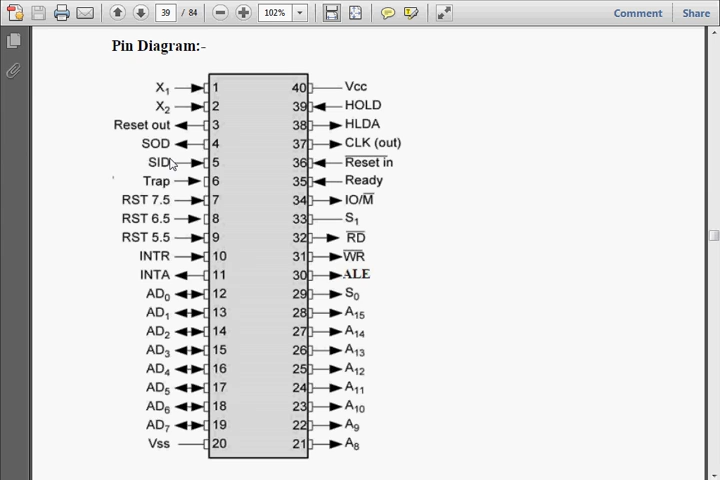 39 / 84 102% Comment Share
Pin Diagram:-
X1 1 40 Vcc
X2 2 39 HOLD
Reset out 3 38 HLDA
SOD 4 37 CLK (out)
SID 5 36 Reset in
Trap 6 35 Ready
RST 7.5 7 34 IO/M
RST 6.5 8 33 S1
RST 5.5 9 32 RD
INTR 10 31 WR
INTA 11 30 ALE
AD0 12 29 S0
AD1 13 28 A15
AD2 14 27 A14
AD3 15 26 A13
AD4 16 25 A12
AD5 17 24 A11
AD6 18 23 A10
AD7 19 22 A9
Vss 20 21 A8